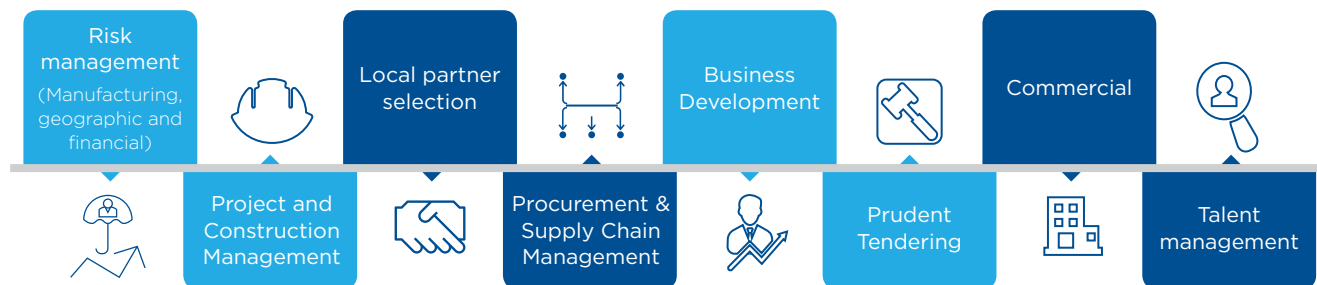 Risk
management
(Manufacturing,
geographic and
financial)
Project and
Construction
Management
Local partner
selection
Procurement &
Supply Chain
Management
Business
Development
Prudent
Tendering
Commercial
Talent
management